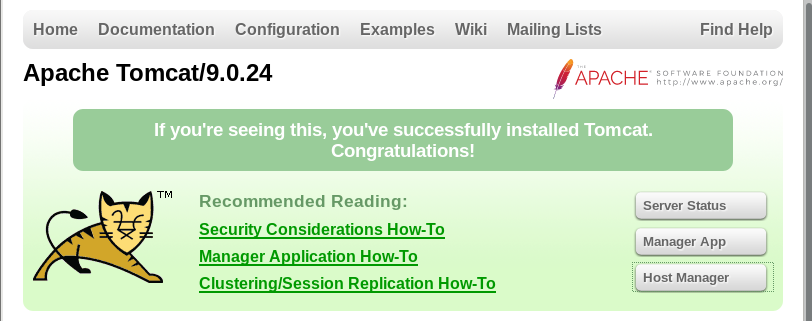 Home Documentation Configuration Examples Wiki Mailing Lists Find Help
Apache Tomcat/9.0.24
THE
APACHE® SOFTWARE FOUNDATION
http://www.apache.org/
If you're seeing this, you've successfully installed Tomcat.
Congratulations!
TM
Recommended Reading:
Security Considerations How-To
Manager Application How-To
Clustering/Session Replication How-To
Server Status
Manager App
Host Manager